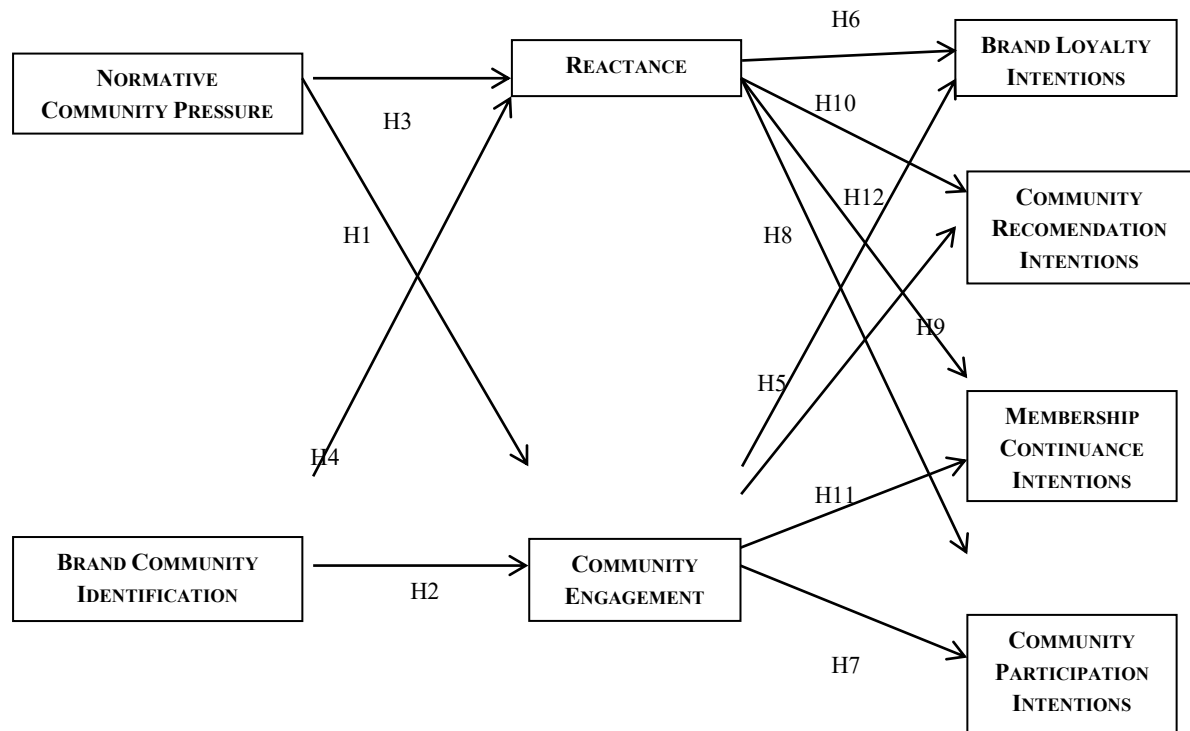 NORMATIVE
COMMUNITY PRESSURE
REACTANCE
BRAND LOYALTY
INTENTIONS
COMMUNITY
RECOMENDATION
INTENTIONS
MEMBERSHIP
CONTINUANCE
INTENTIONS
BRAND COMMUNITY
IDENTIFICATION
COMMUNITY
ENGAGEMENT
COMMUNITY
PARTICIPATION
INTENTIONS
H6
H3
H10
H12
H1
H8
H9
H5
H4
H11
H2
H7